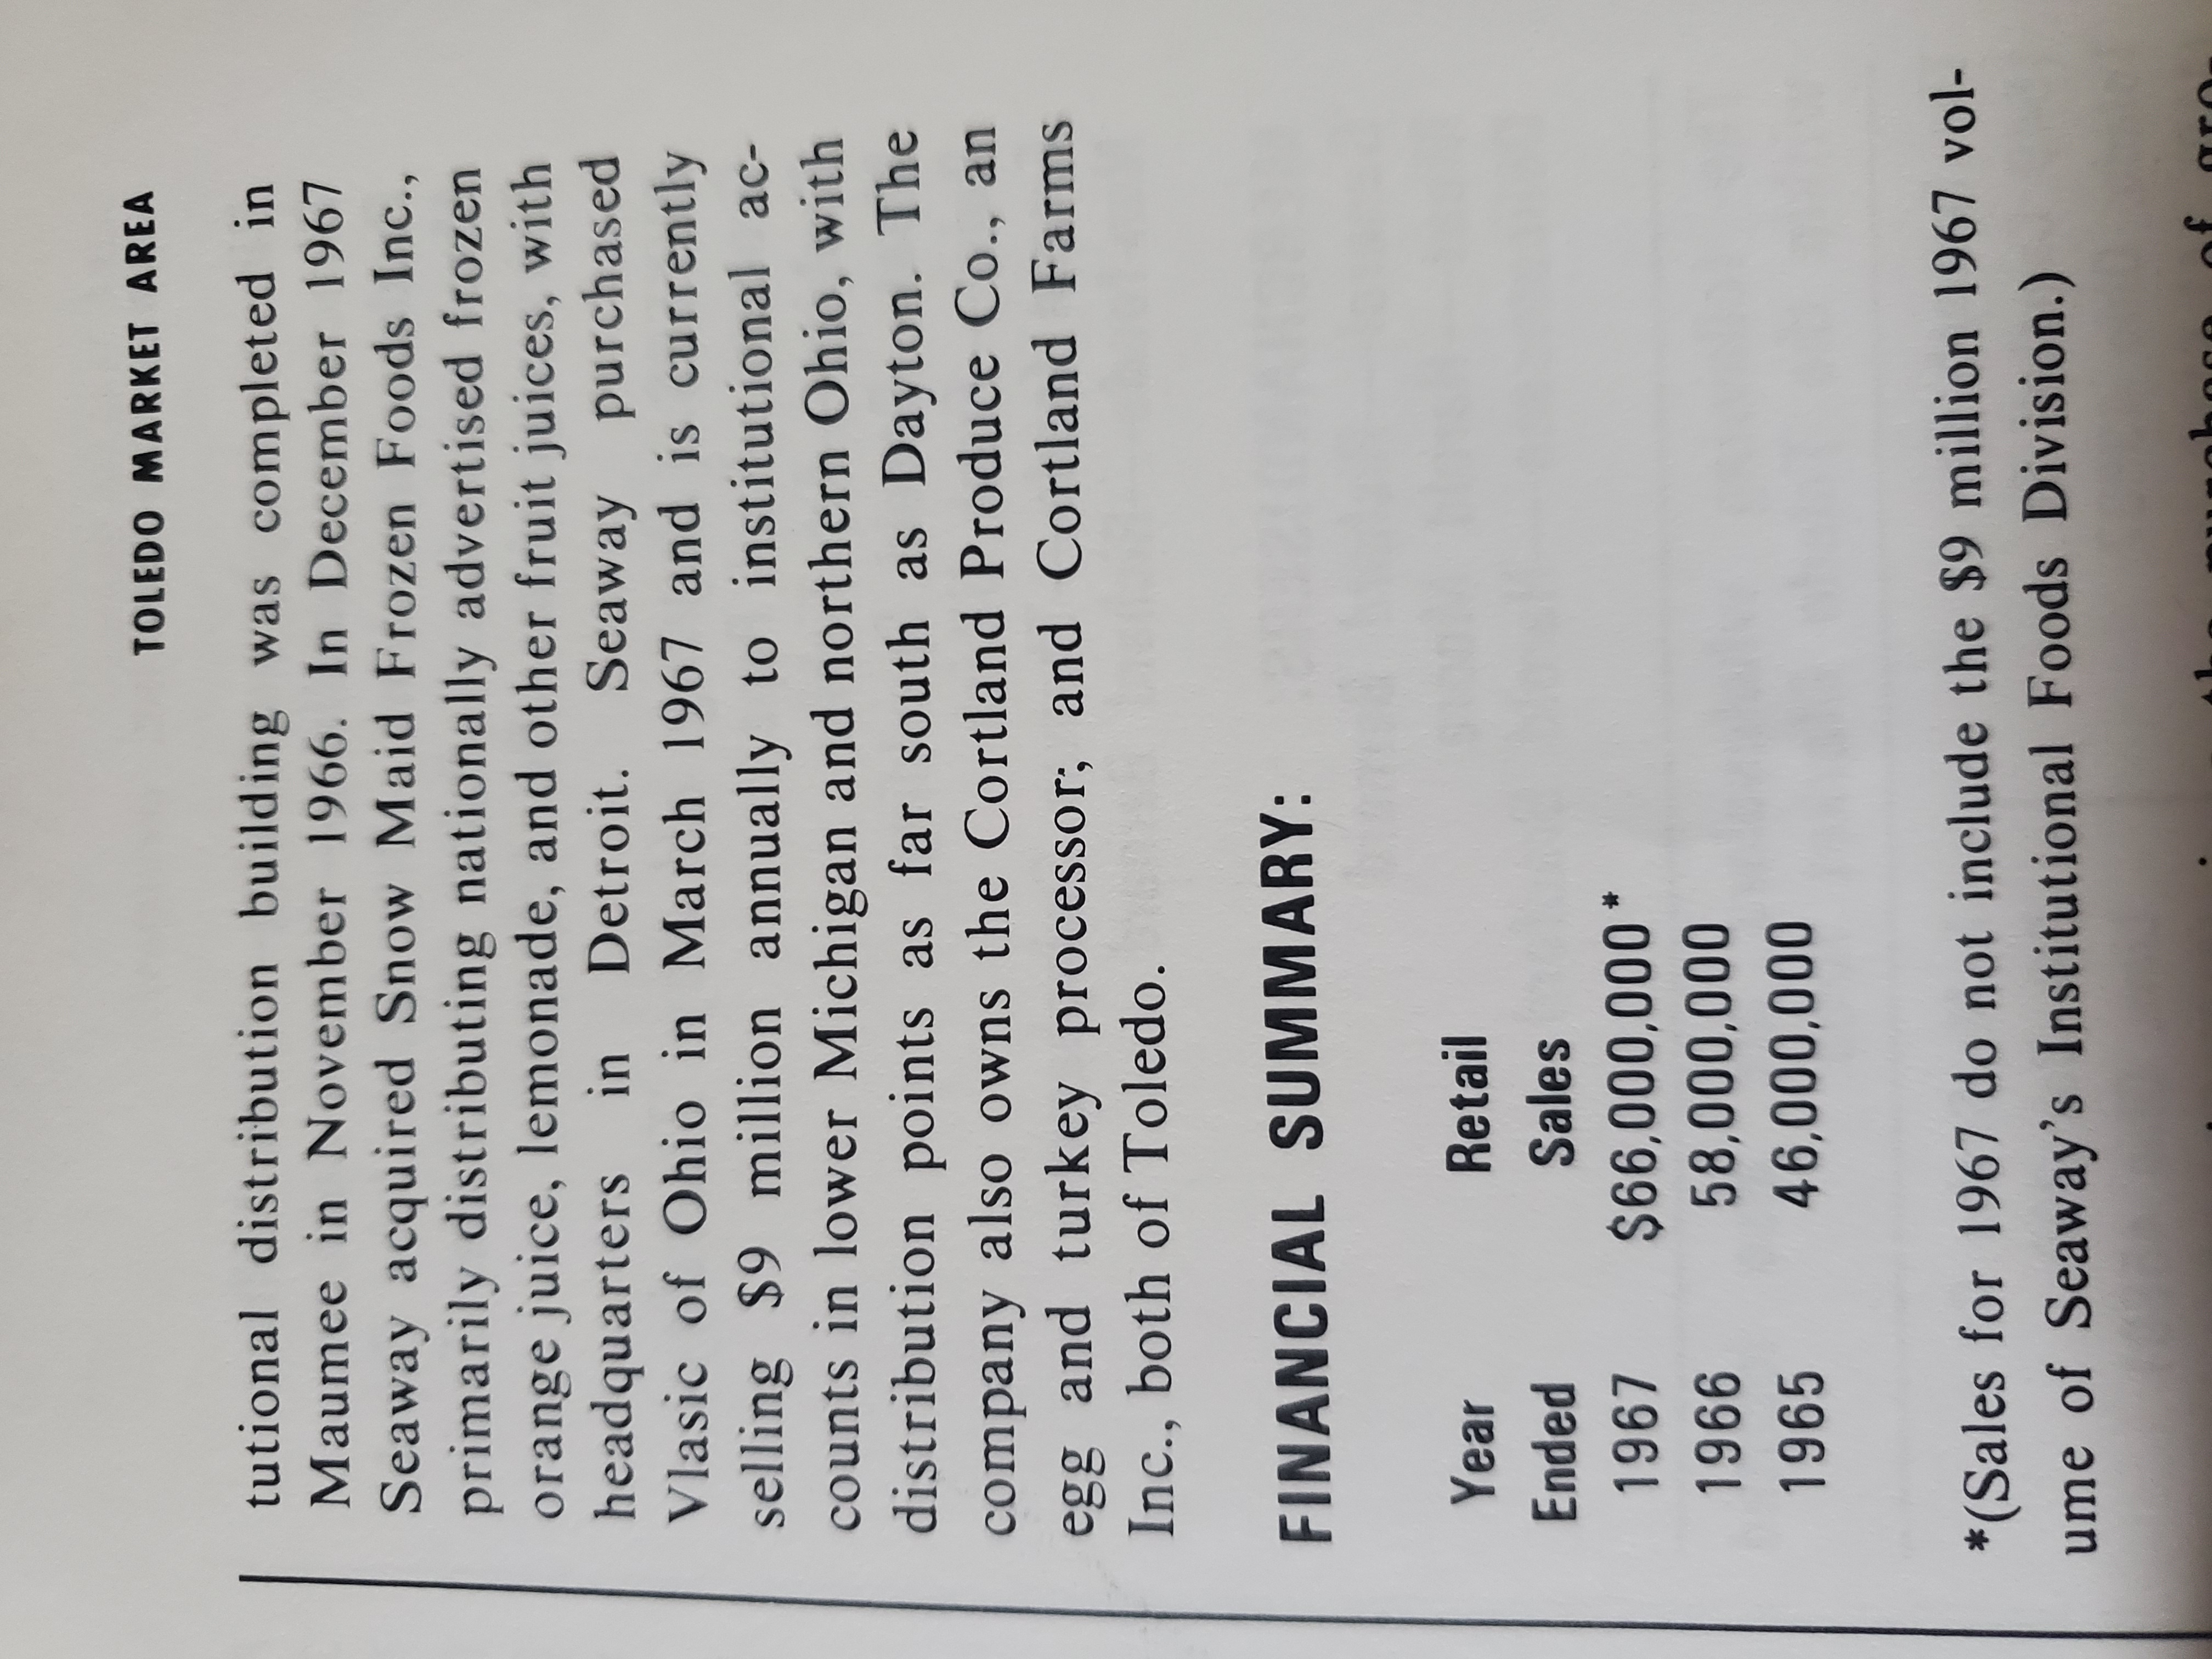 TOLEDO MARKET AREA
tutional distribution building was completed in
Maumee in November 1966. In December 1967
Seaway acquired Snow Maid Frozen Foods Inc.,
primarily distributing nationally advertised frozen
orange juice, lemonade, and other fruit juices, with
headquarters in Detroit. Seaway purchased
Vlasic of Ohio in March 1967 and is currently
selling $9 million annually to institutional ac-
counts in lower Michigan and northern Ohio, with
distribution points as far south as Dayton. The
company also owns the Cortland Produce Co., an
egg and turkey processor; and Cortland Farms
Inc., both of Toledo.
FINANCIAL SUMMARY:
Year Retail
Ended Sales
1967 $66,000,000*
1966 58,000,000
1965 46,000,000
*(Sales for 1967 do not include the $9 million 1967 vol-
ume of Seaway's Institutional Foods Division.)